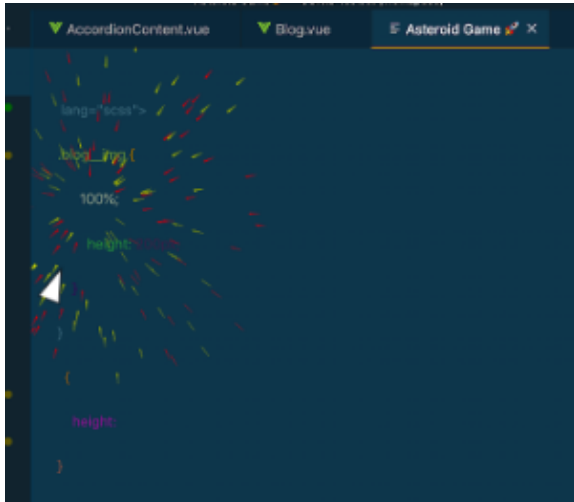 AccordionContent.vue Blog.vue Asteroid Game 🚀 ×
lang="scss">
.blog__img {
100%;
height:
}
}
{
height:
}